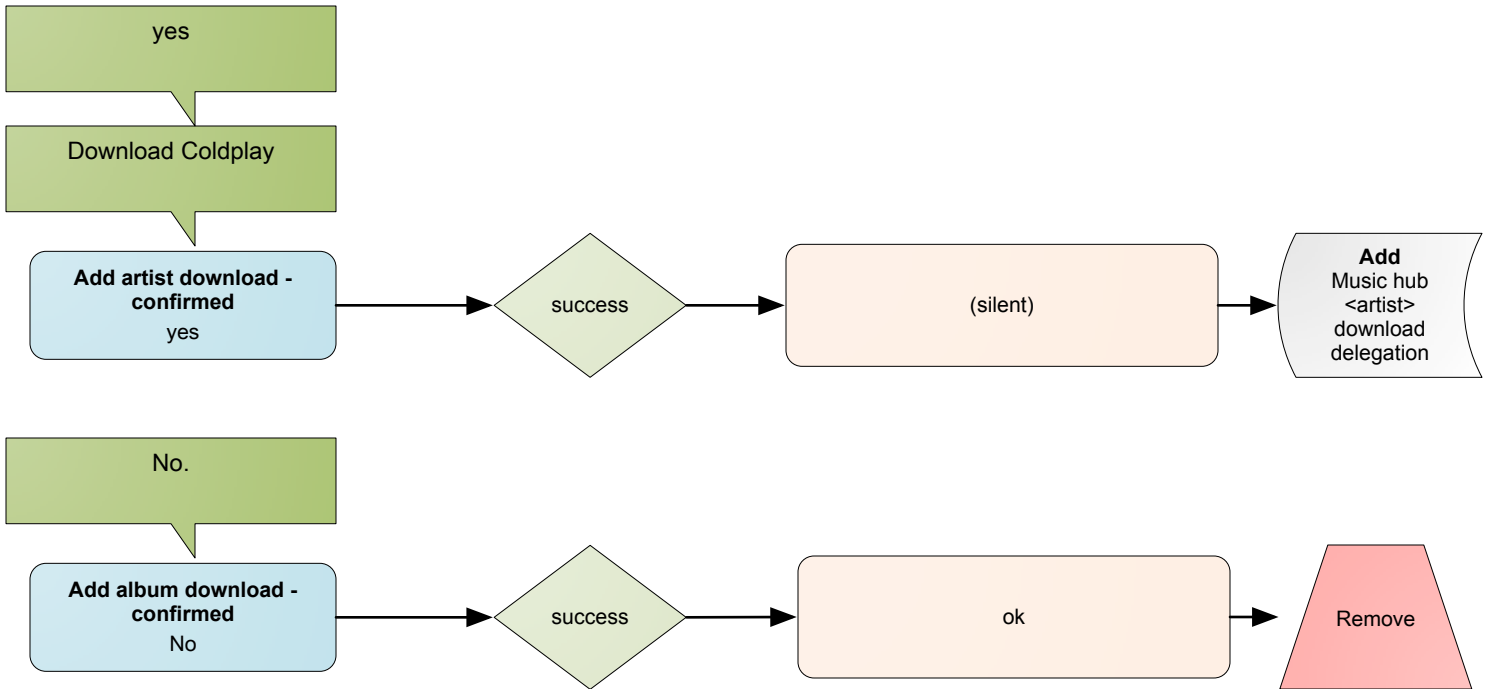 yes
Download Coldplay
Add artist download -
confirmed
yes
success
(silent)
Add
Music hub
<artist>
download
delegation
No.
Add album download -
confirmed
No
success
ok
Remove